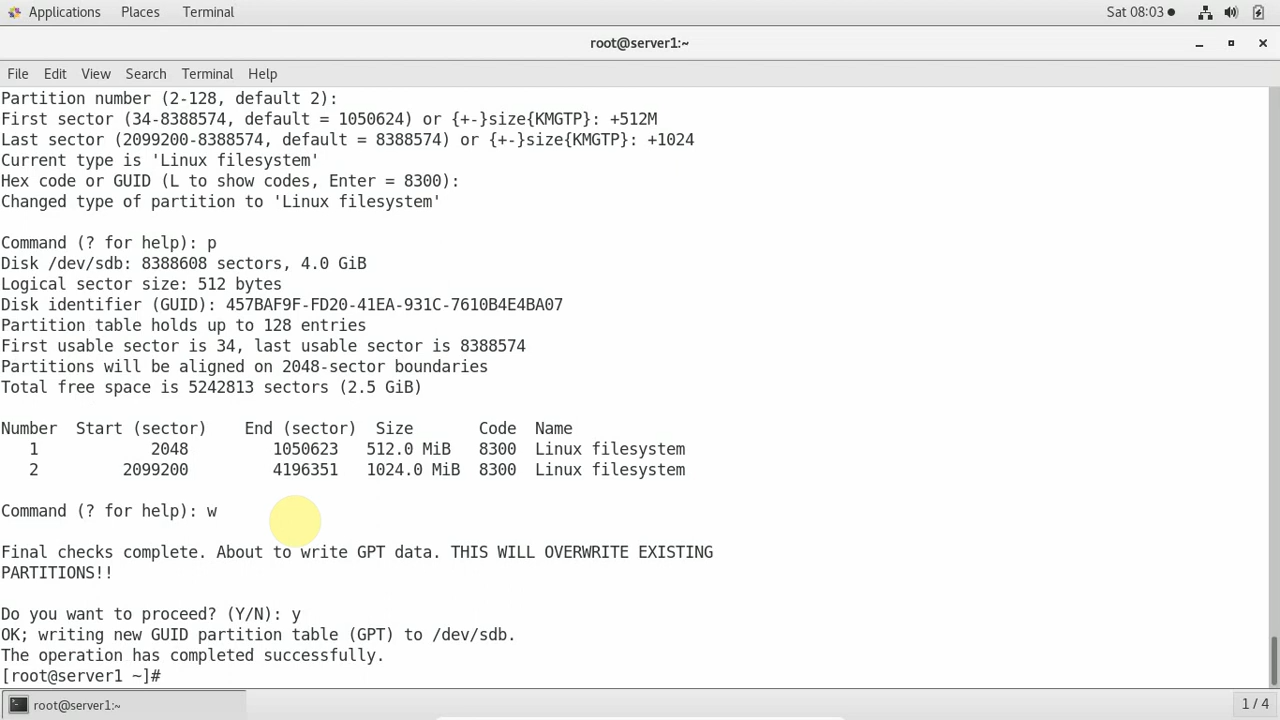 Applications Places Terminal Sat 08:03
root@server1:~
File Edit View Search Terminal Help
Partition number (2-128, default 2):
First sector (34-8388574, default = 1050624) or {+-}size{KMGTP}: +512M
Last sector (2099200-8388574, default = 8388574) or {+-}size{KMGTP}: +1024
Current type is 'Linux filesystem'
Hex code or GUID (L to show codes, Enter = 8300):
Changed type of partition to 'Linux filesystem'
Command (? for help): p
Disk /dev/sdb: 8388608 sectors, 4.0 GiB
Logical sector size: 512 bytes
Disk identifier (GUID): 457BAF9F-FD20-41EA-931C-7610B4E4BA07
Partition table holds up to 128 entries
First usable sector is 34, last usable sector is 8388574
Partitions will be aligned on 2048-sector boundaries
Total free space is 5242813 sectors (2.5 GiB)
Number Start (sector) End (sector) Size Code Name
1 2048 1050623 512.0 MiB 8300 Linux filesystem
2 2099200 4196351 1024.0 MiB 8300 Linux filesystem
Command (? for help): w
Final checks complete. About to write GPT data. THIS WILL OVERWRITE EXISTING
PARTITIONS!!
Do you want to proceed? (Y/N): y
OK; writing new GUID partition table (GPT) to /dev/sdb.
The operation has completed successfully.
[root@server1 ~]#
root@server1:~ 1 / 4